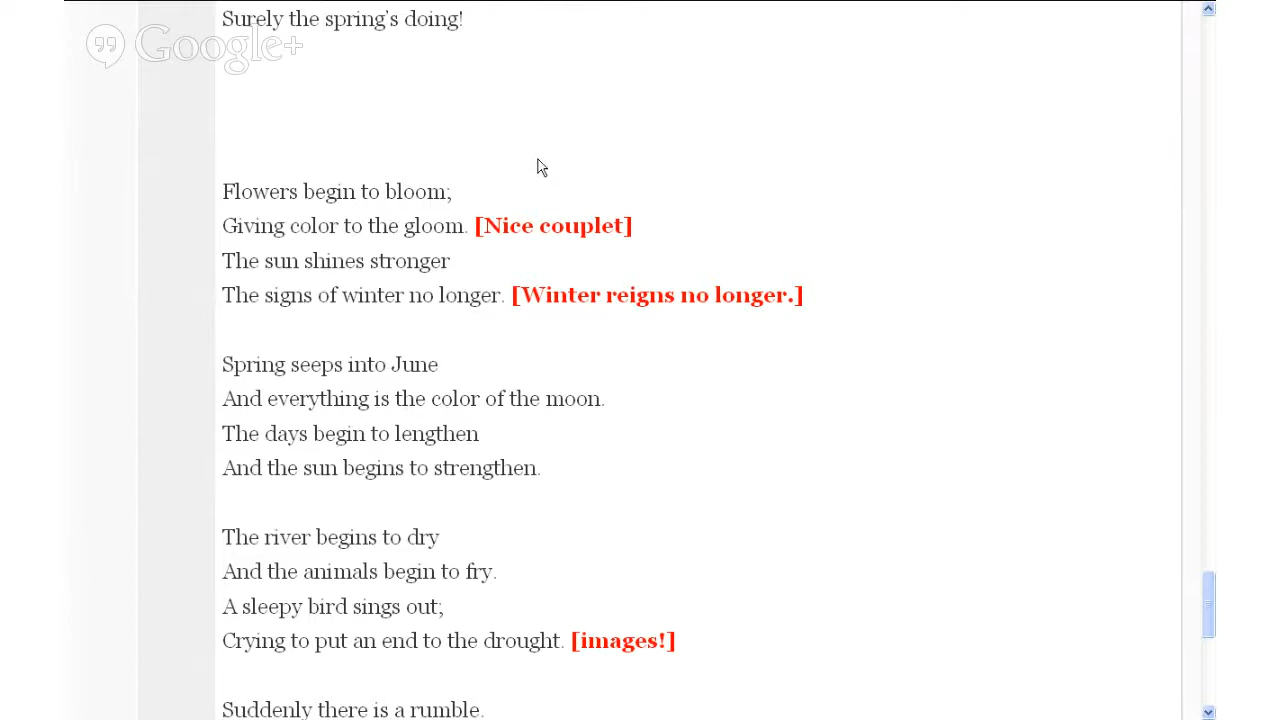 Surely the spring's doing!
Google+
Flowers begin to bloom;
Giving color to the gloom. [Nice couplet]
The sun shines stronger
The signs of winter no longer. [Winter reigns no longer.]
Spring seeps into June
And everything is the color of the moon.
The days begin to lengthen
And the sun begins to strengthen.
The river begins to dry
And the animals begin to fry.
A sleepy bird sings out;
Crying to put an end to the drought. [images!]
Suddenly there is a rumble.